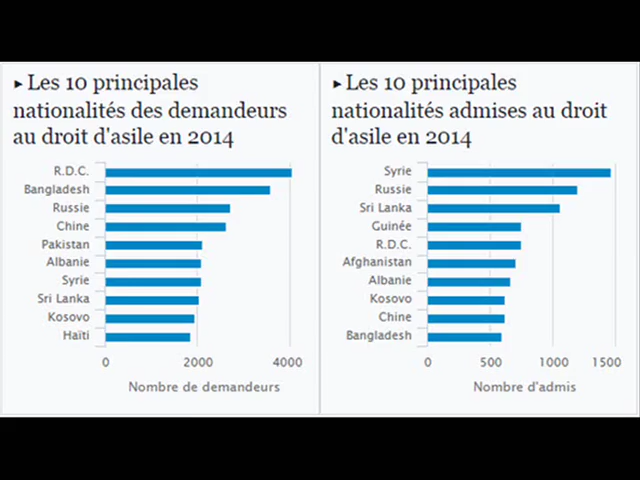 ► Les 10 principales
nationalités des demandeurs
au droit d'asile en 2014
R.D.C.
Bangladesh
Russie
Chine
Pakistan
Albanie
Syrie
Sri Lanka
Kosovo
Haïti
0 2000 4000
Nombre de demandeurs
► Les 10 principales
nationalités admises au droit
d'asile en 2014
Syrie
Russie
Sri Lanka
Guinée
R.D.C.
Afghanistan
Albanie
Kosovo
Chine
Bangladesh
0 500 1000 1500
Nombre d'admis